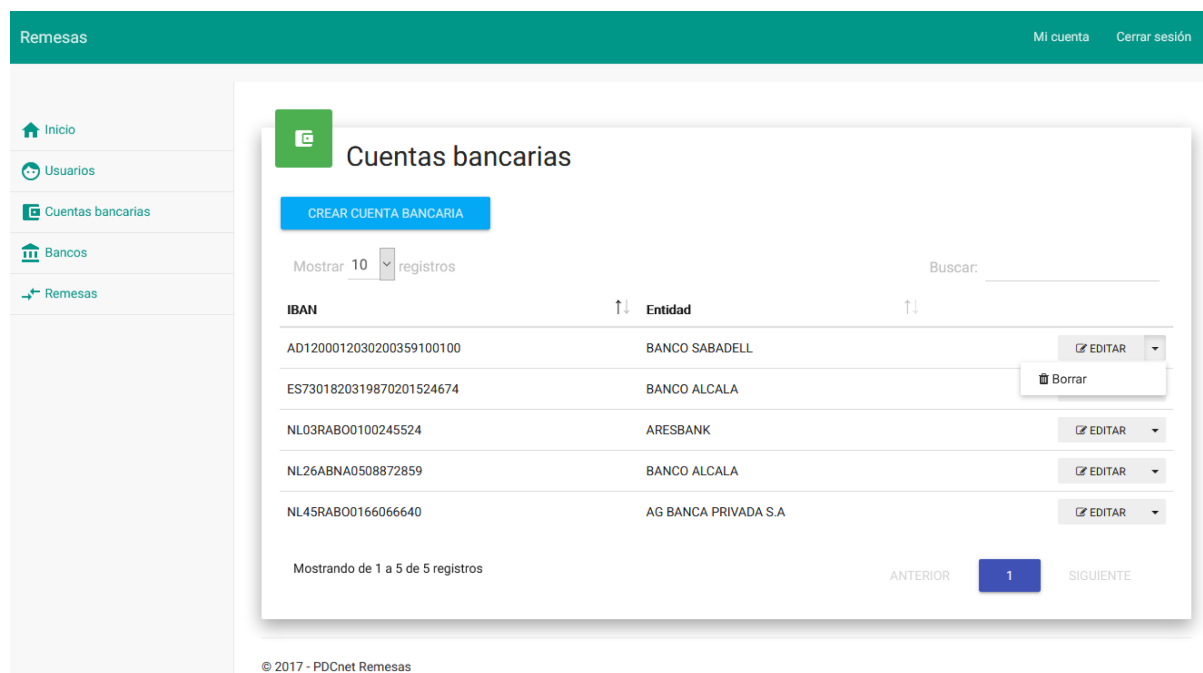 Remesas
Mi cuenta Cerrar sesión
Inicio
Usuarios
Cuentas bancarias
Bancos
Remesas
Cuentas bancarias
CREAR CUENTA BANCARIA
Mostrar 10 registros Buscar:
IBAN Entidad
AD1200012030200359100100 BANCO SABADELL EDITAR
Borrar
ES7301820319870201524674 BANCO ALCALA
NL03RABO0100245524 ARESBANK EDITAR
NL26ABNA0508872859 BANCO ALCALA EDITAR
NL45RABO0166066640 AG BANCA PRIVADA S.A EDITAR
Mostrando de 1 a 5 de 5 registros
ANTERIOR 1 SIGUIENTE
© 2017 - PDCnet Remesas